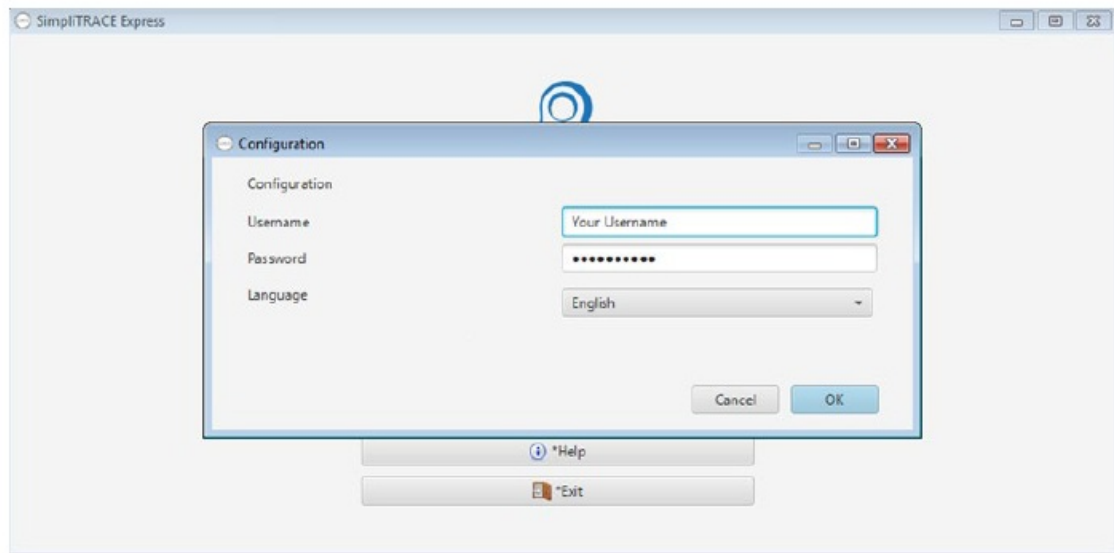 SimpliTRACE Express
Configuration
Configuration
Username Your Username
Password ••••••••••
Language English
Cancel OK
*Help
*Exit